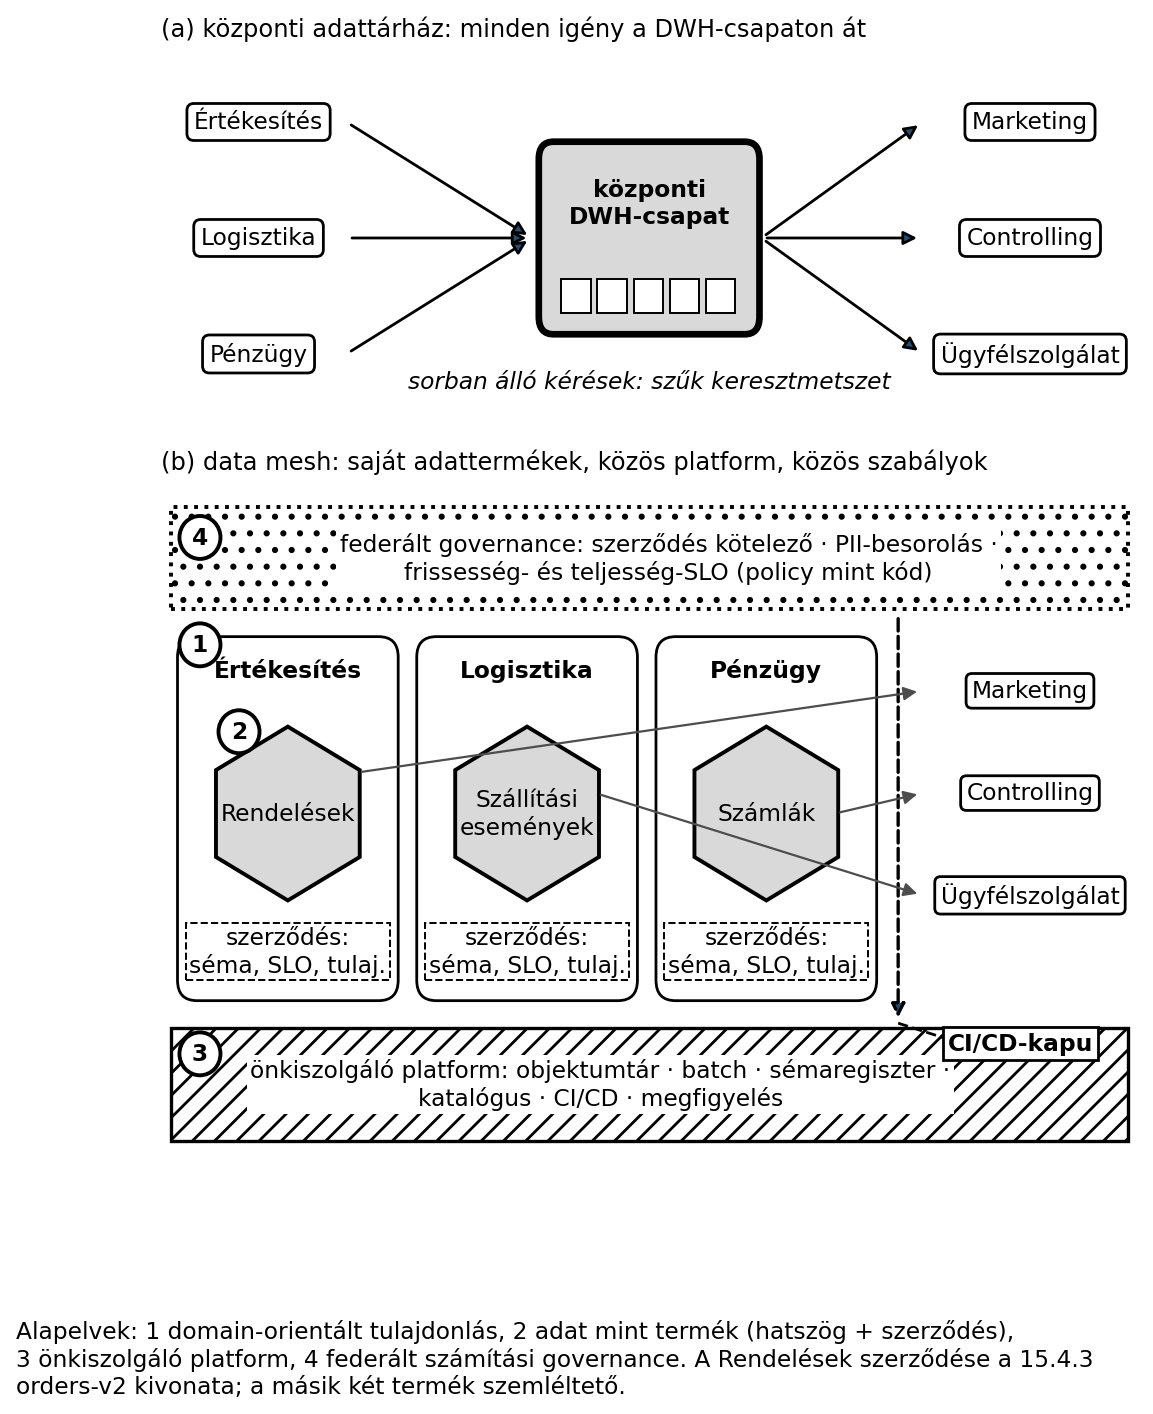 (a) központi adattárház: minden igény a DWH-csapaton át
Értékesítés
Logisztika
Pénzügy
központi
DWH-csapat
Marketing
Controlling
Ügyfélszolgálat
sorban álló kérések: szűk keresztmetszet
(b) data mesh: saját adattermékek, közös platform, közös szabályok
4
federált governance: szerződés kötelező · PII-besorolás ·
frissesség- és teljesség-SLO (policy mint kód)
1
Értékesítés
2
Rendelések
szerződés:
séma, SLO, tulaj.
Logisztika
Szállítási
események
szerződés:
séma, SLO, tulaj.
Pénzügy
Számlák
szerződés:
séma, SLO, tulaj.
Marketing
Controlling
Ügyfélszolgálat
CI/CD-kapu
3
önkiszolgáló platform: objektumtár · batch · sémaregiszter ·
katalógus · CI/CD · megfigyelés
Alapelvek: 1 domain-orientált tulajdonlás, 2 adat mint termék (hatszög + szerződés),
3 önkiszolgáló platform, 4 federált számítási governance. A Rendelések szerződése a 15.4.3
orders-v2 kivonata; a másik két termék szemléltető.